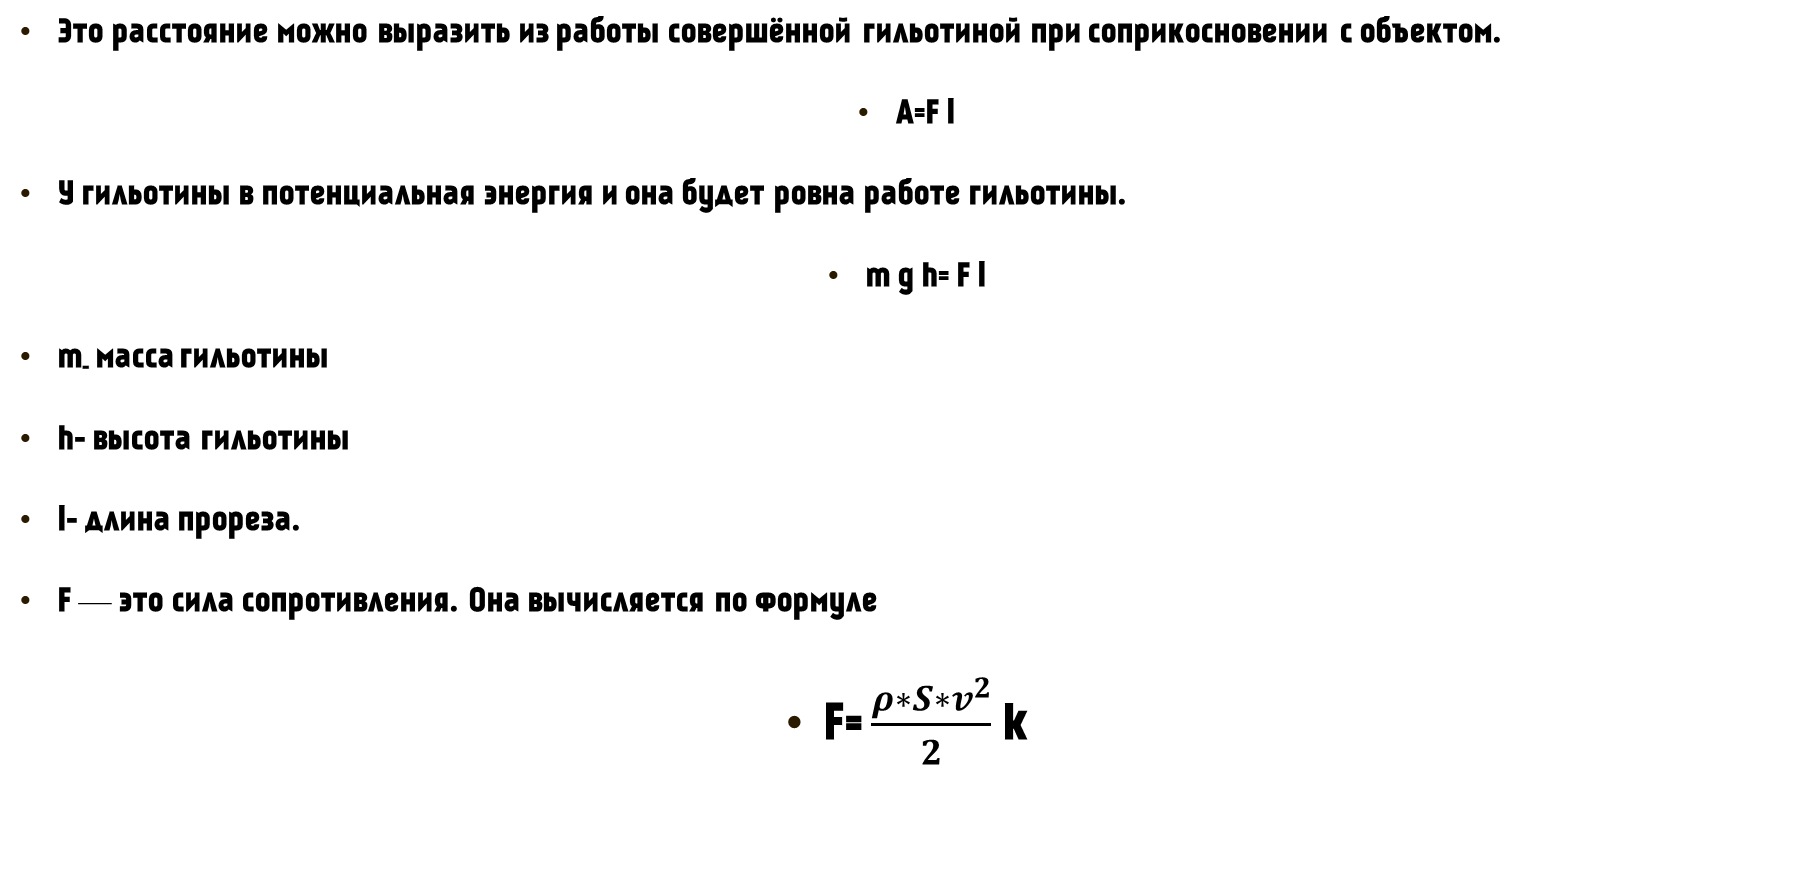 • Это расстояние можно выразить из работы совершённой гильотиной при соприкосновении с объектом.
• A=F l
• У гильотины в потенциальная энергия и она будет ровна работе гильотины.
• m g h= F l
• m- масса гильотины
• h- высота гильотины
• l- длина прореза.
• F — это сила сопротивления. Она вычисляется по формуле
• F= ρ*S*v²/2 k